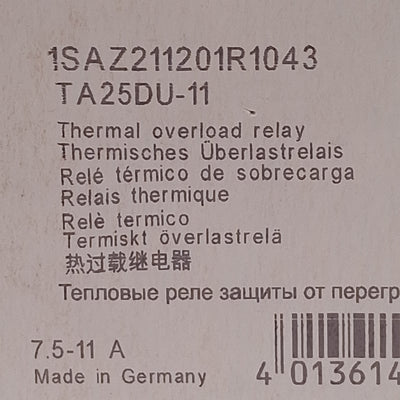 1SAZ211201R1043
TA25DU-11
Thermal overload relay
Thermisches Überlastrelais
Relé térmico de sobrecarga
Relais thermique
Relè termico
Termiskt överlastrelä
热过载继电器
Тепловые реле защиты от перегр
7.5-11 A
Made in Germany
4 013614